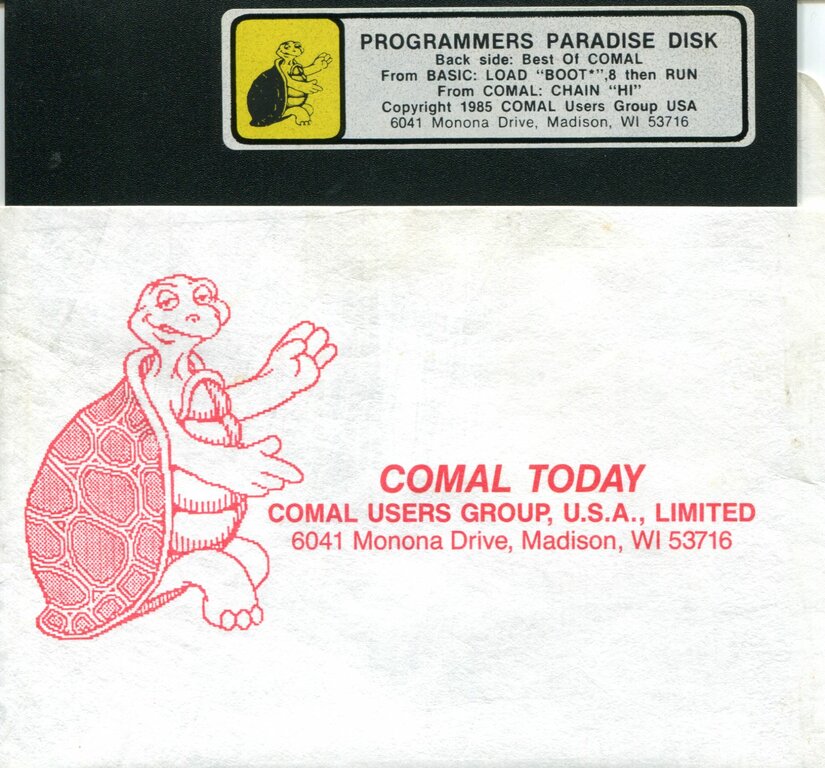 PROGRAMMERS PARADISE DISK
Back side: Best Of COMAL
From BASIC: LOAD "BOOT*",8 then RUN
From COMAL: CHAIN "HI"
Copyright 1985 COMAL Users Group USA
6041 Monona Drive, Madison, WI 53716
COMAL TODAY
COMAL USERS GROUP, U.S.A., LIMITED
6041 Monona Drive, Madison, WI 53716